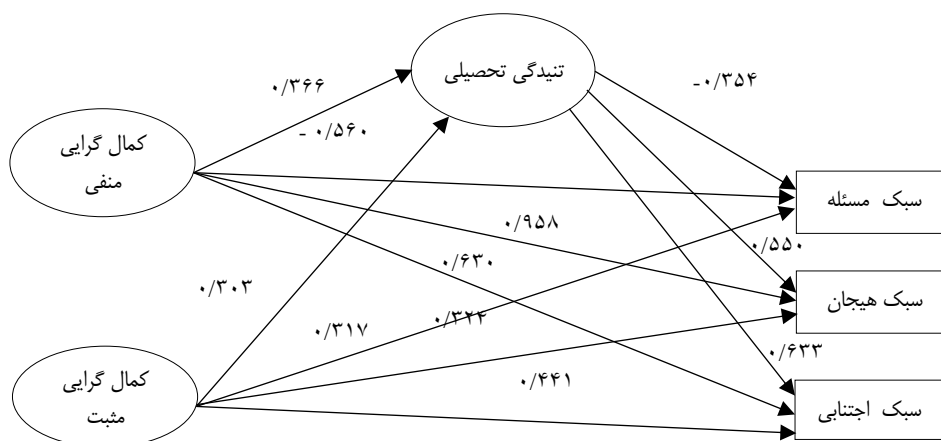 تنیدگی تحصیلی
-۰/۳۵۴
۰/۳۶۶
- ۰/۵۶۰
کمال گرایی
منفی
سبک مسئله
۰/۹۵۸
۰/۵۵۰
۰/۶۳۰
۰/۳۰۳
سبک هیجان
۰/۳۱۷
۰/۳۲۴
۰/۶۳۳
کمال گرایی
مثبت
۰/۴۴۱
سبک اجتنابی